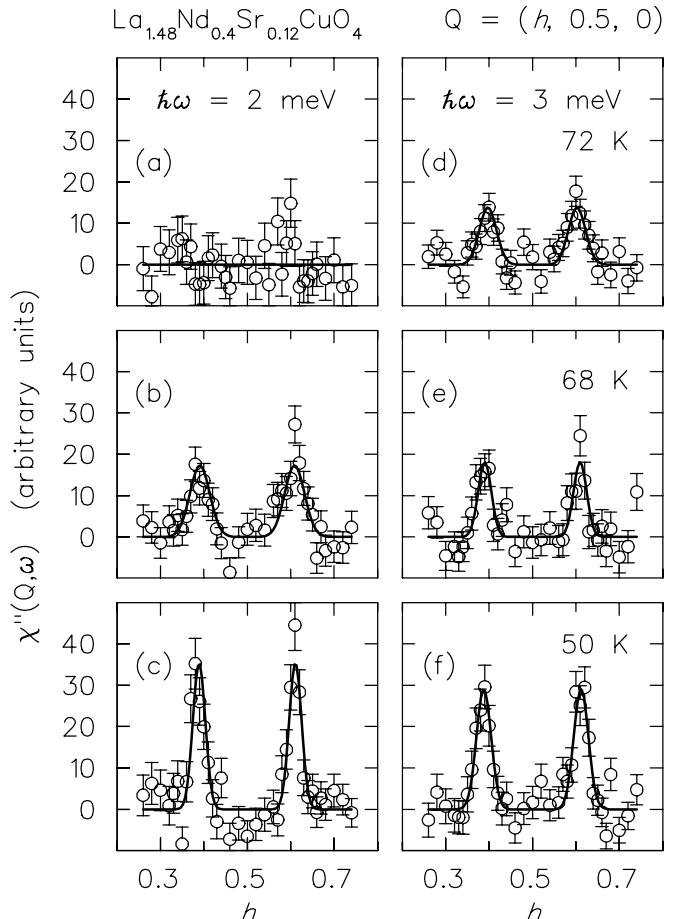 La₁.₄₈Nd₀.₄Sr₀.₁₂CuO₄ Q = (h, 0.5, 0)
ℏω = 2 meV
ℏω = 3 meV
(a)
(d)
72 K
40
30
20
10
0
(b)
(e)
68 K
40
30
20
10
0
(c)
(f)
50 K
40
30
20
10
0
χ''(Q,ω) (arbitrary units)
0.3 0.5 0.7
0.3 0.5 0.7
h
h